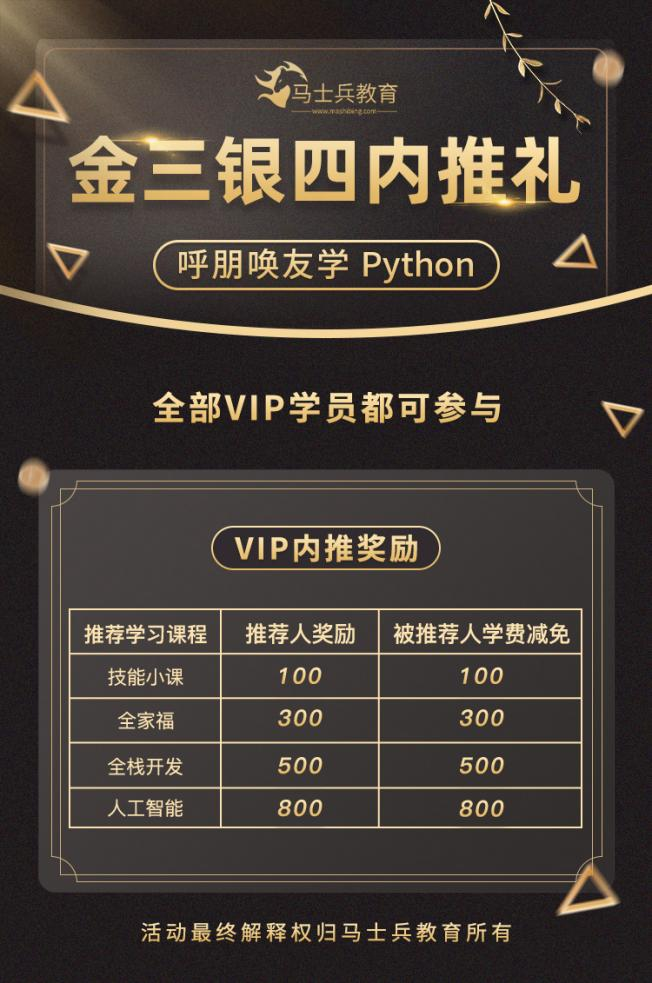 马士兵教育
www.mashibing.com
金三银四内推礼
呼朋唤友学 Python
全部VIP学员都可参与
VIP内推奖励
推荐学习课程 推荐人奖励 被推荐人学费减免
技能小课 100 100
全家福 300 300
全栈开发 500 500
人工智能 800 800
活动最终解释权归马士兵教育所有